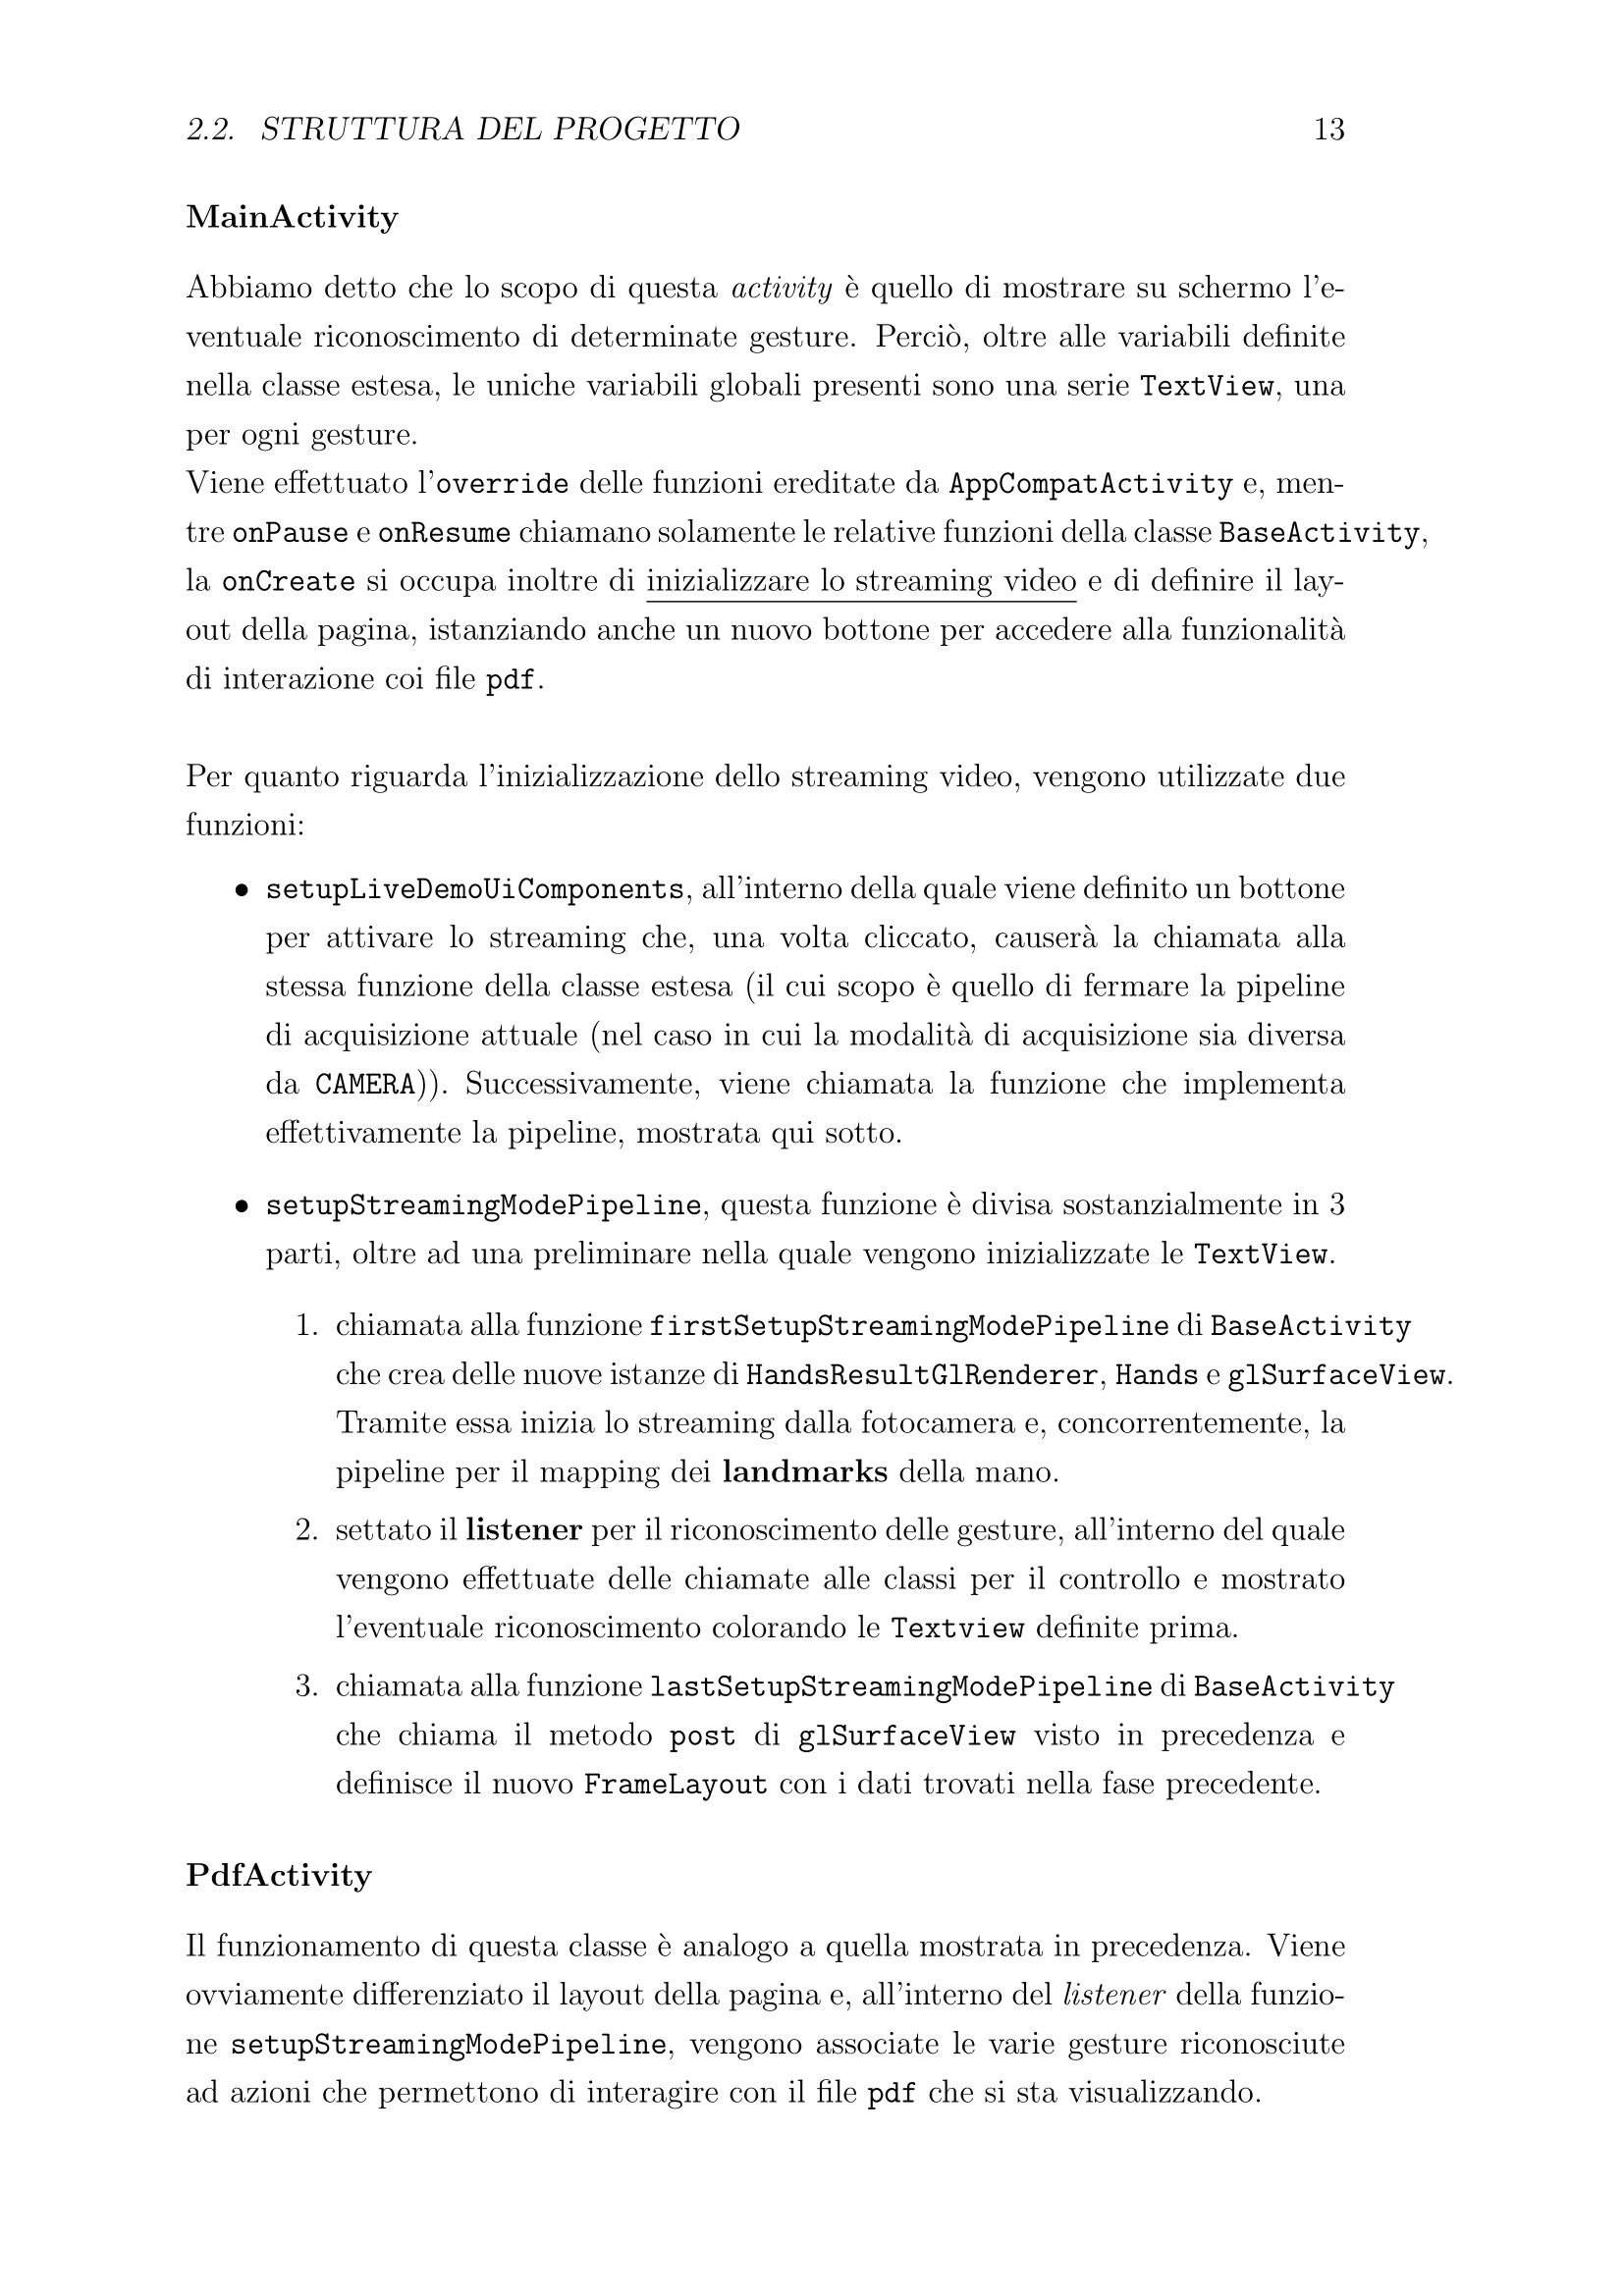 2.2. STRUTTURA DEL PROGETTO 13
MainActivity
Abbiamo detto che lo scopo di questa activity è quello di mostrare su schermo l'e-
ventuale riconoscimento di determinate gesture. Perciò, oltre alle variabili definite
nella classe estesa, le uniche variabili globali presenti sono una serie TextView, una
per ogni gesture.
Viene effettuato l'override delle funzioni ereditate da AppCompatActivity e, men-
tre onPause e onResume chiamano solamente le relative funzioni della classe BaseActivity,
la onCreate si occupa inoltre di inizializzare lo streaming video e di definire il lay-
out della pagina, istanziando anche un nuovo bottone per accedere alla funzionalità
di interazione coi file pdf.
Per quanto riguarda l'inizializzazione dello streaming video, vengono utilizzate due
funzioni:
• setupLiveDemoUiComponents, all'interno della quale viene definito un bottone
per attivare lo streaming che, una volta cliccato, causerà la chiamata alla
stessa funzione della classe estesa (il cui scopo è quello di fermare la pipeline
di acquisizione attuale (nel caso in cui la modalità di acquisizione sia diversa
da CAMERA)). Successivamente, viene chiamata la funzione che implementa
effettivamente la pipeline, mostrata qui sotto.
• setupStreamingModePipeline, questa funzione è divisa sostanzialmente in 3
parti, oltre ad una preliminare nella quale vengono inizializzate le TextView.
1. chiamata alla funzione firstSetupStreamingModePipeline di BaseActivity
che crea delle nuove istanze di HandsResultGlRenderer, Hands e glSurfaceView.
Tramite essa inizia lo streaming dalla fotocamera e, concorrentemente, la
pipeline per il mapping dei landmarks della mano.
2. settato il listener per il riconoscimento delle gesture, all'interno del quale
vengono effettuate delle chiamate alle classi per il controllo e mostrato
l'eventuale riconoscimento colorando le Textview definite prima.
3. chiamata alla funzione lastSetupStreamingModePipeline di BaseActivity
che chiama il metodo post di glSurfaceView visto in precedenza e
definisce il nuovo FrameLayout con i dati trovati nella fase precedente.
PdfActivity
Il funzionamento di questa classe è analogo a quella mostrata in precedenza. Viene
ovviamente differenziato il layout della pagina e, all'interno del listener della funzio-
ne setupStreamingModePipeline, vengono associate le varie gesture riconosciute
ad azioni che permettono di interagire con il file pdf che si sta visualizzando.